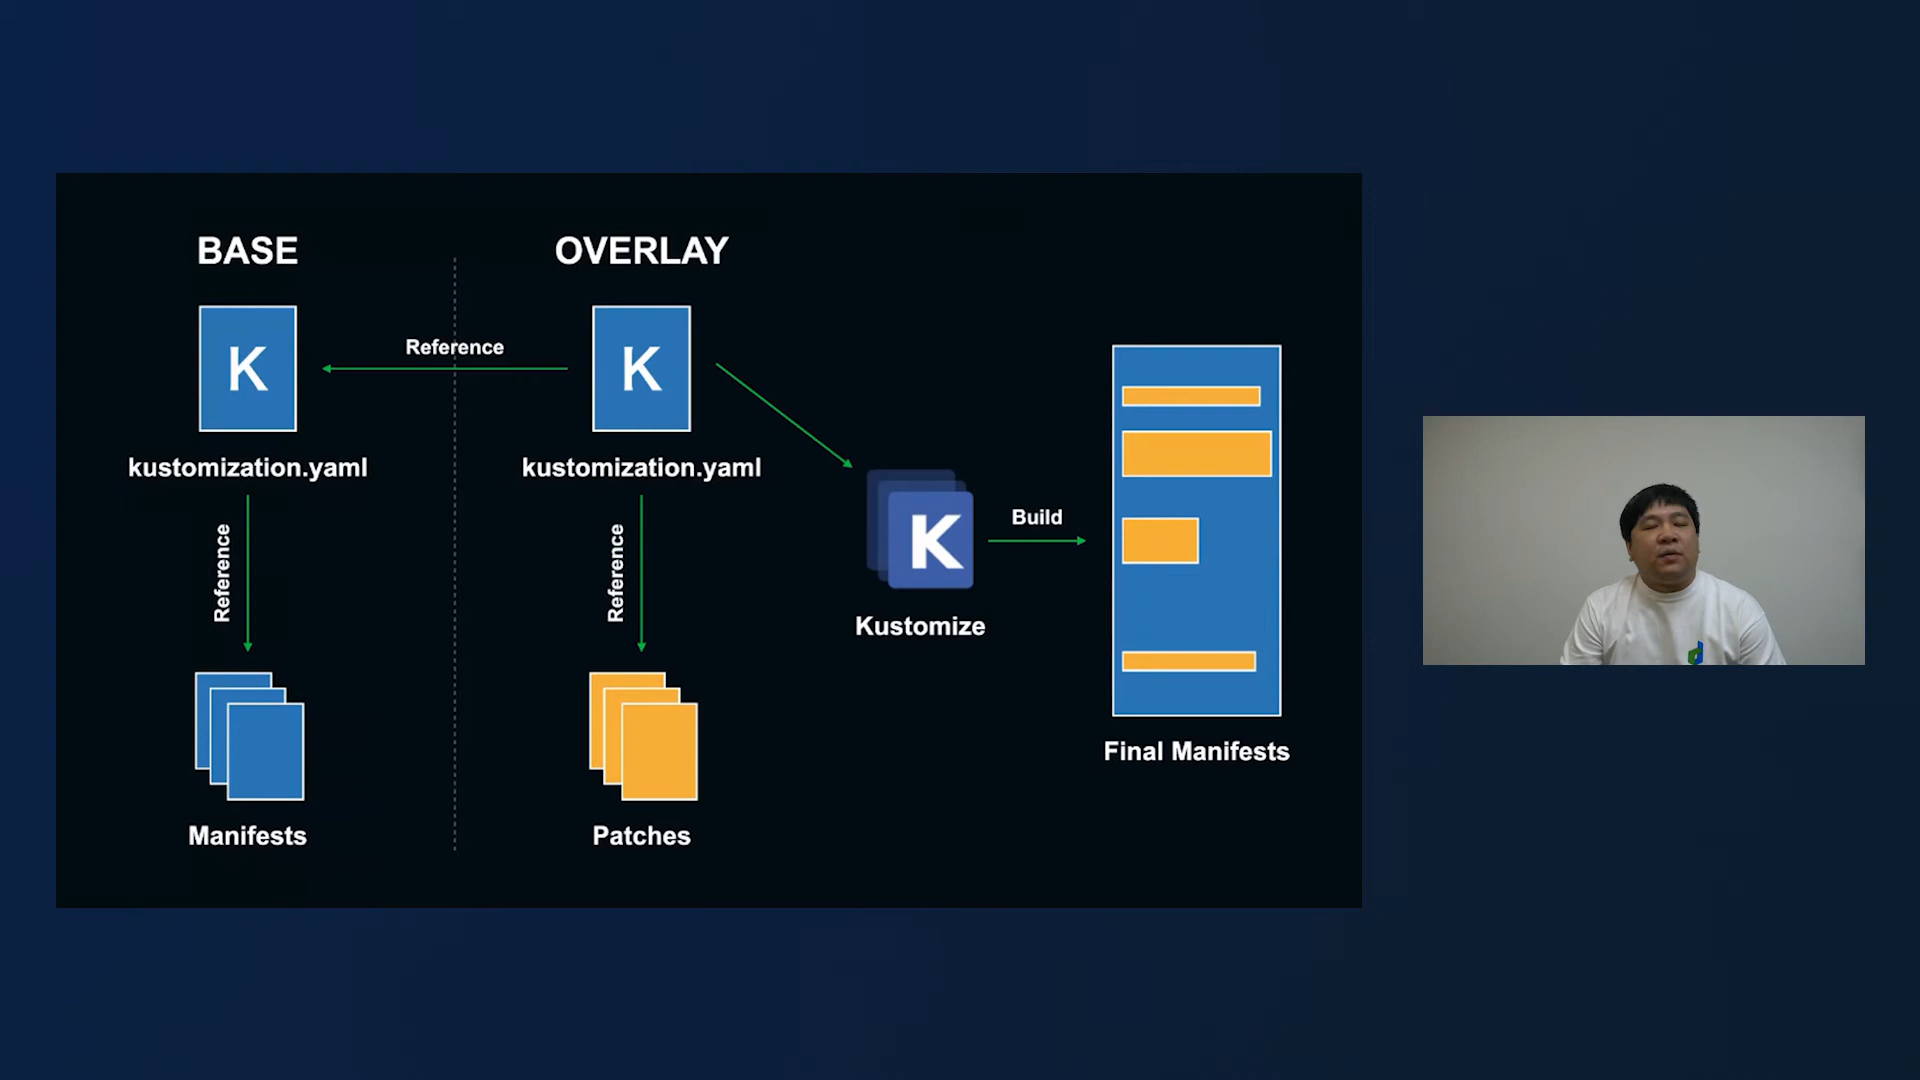 BASE
OVERLAY
K
K
Reference
kustomization.yaml
kustomization.yaml
Reference
Reference
K
Build
Kustomize
Manifests
Patches
Final Manifests